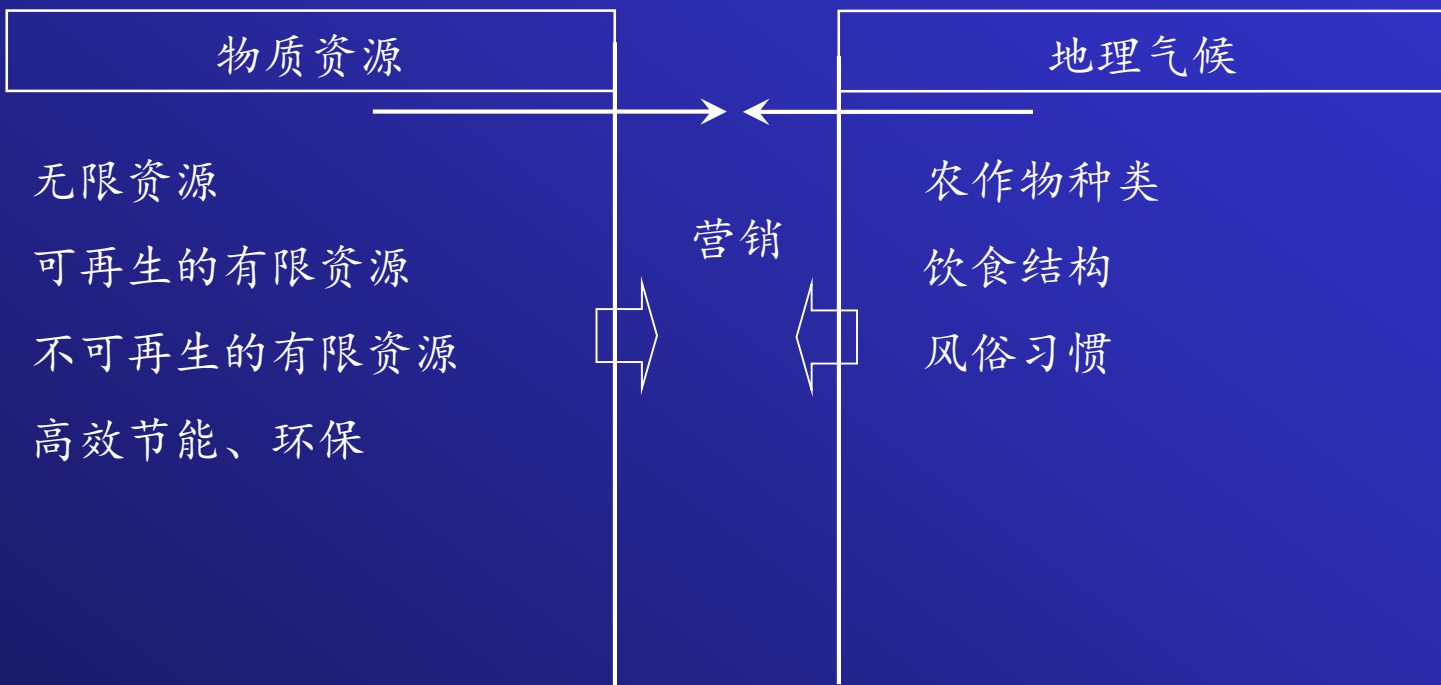 物质资源
地理气候
无限资源
可再生的有限资源
不可再生的有限资源
高效节能、环保
营销
农作物种类
饮食结构
风俗习惯